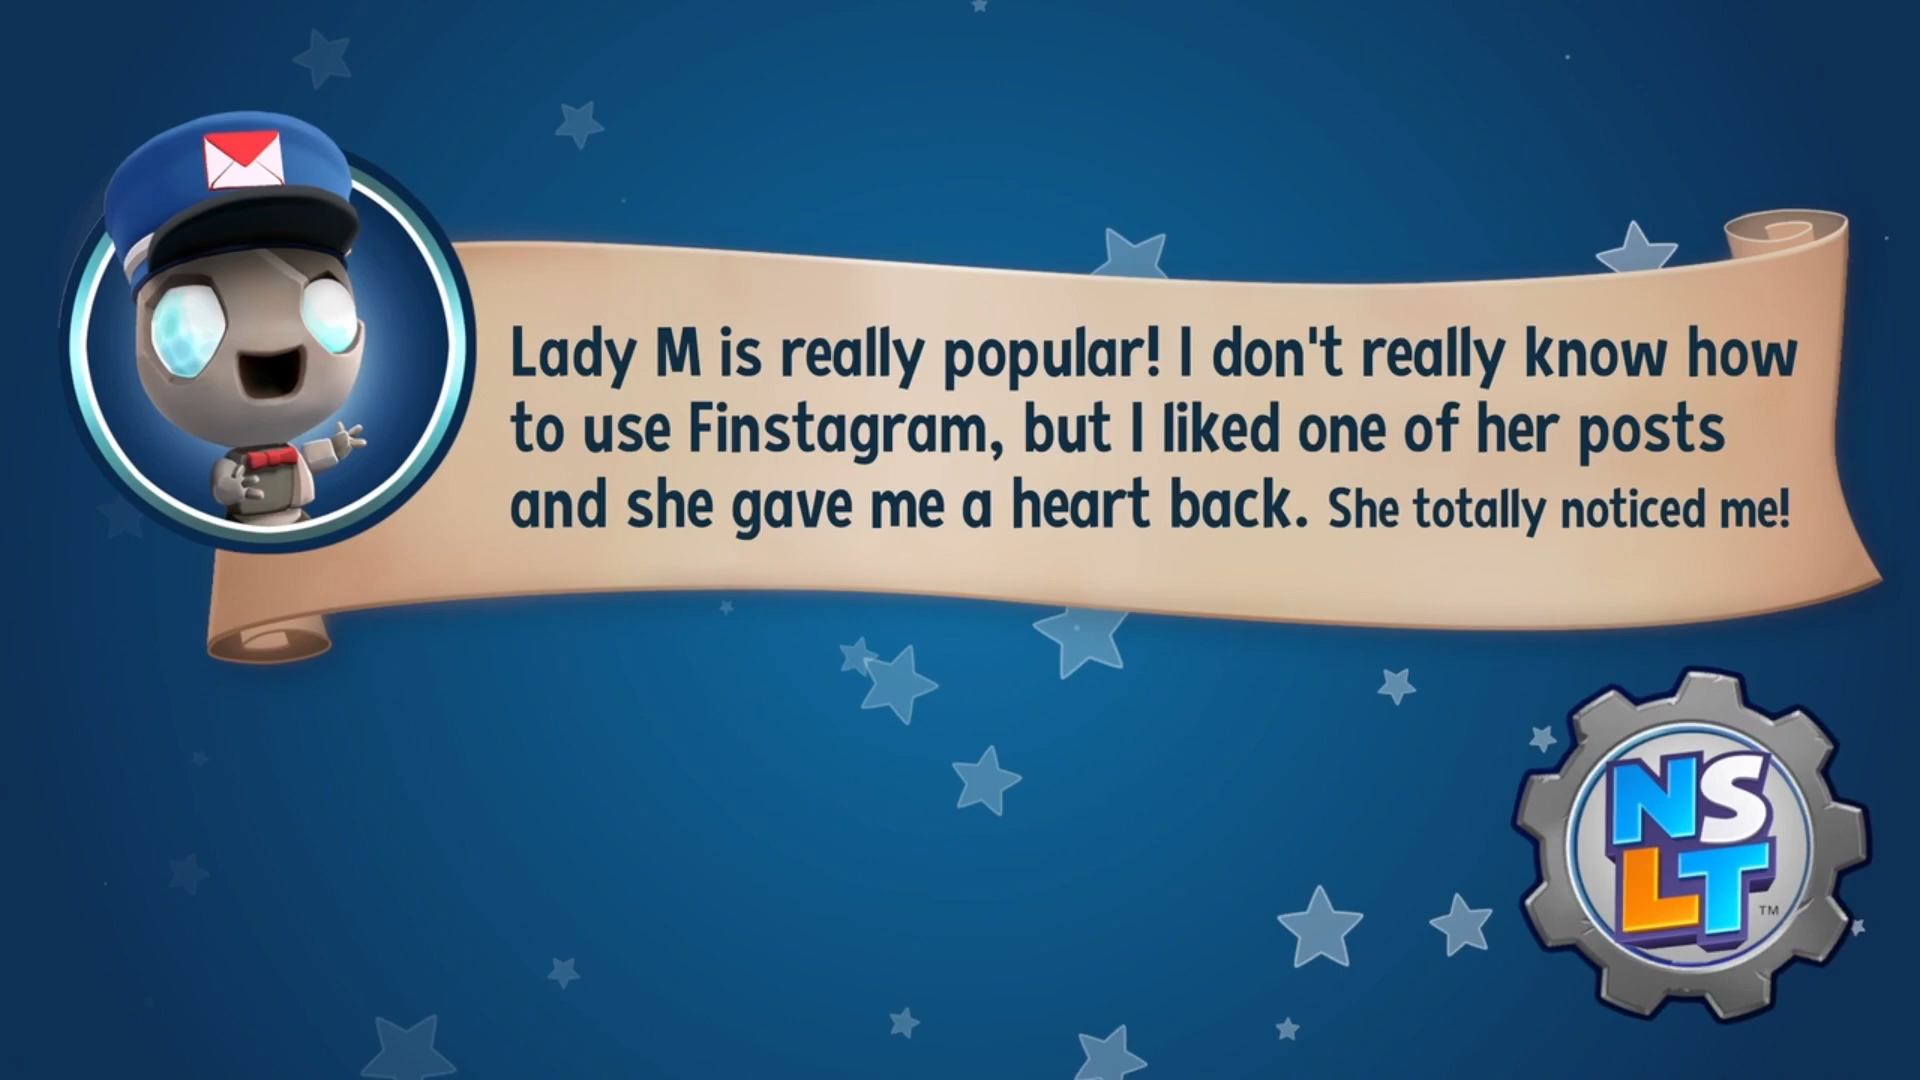 Lady M is really popular! I don't really know how
to use Finstagram, but I liked one of her posts
and she gave me a heart back. She totally noticed me!
NS
LT
TM